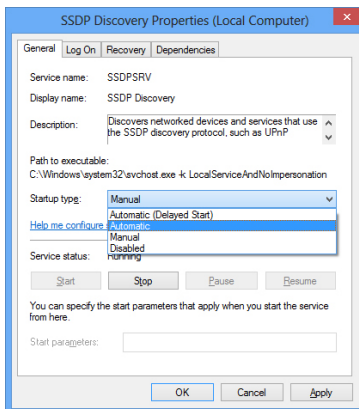 SSDP Discovery Properties (Local Computer)
General Log On Recovery Dependencies
Service name: SSDPSRV
Display name: SSDP Discovery
Description: Discovers networked devices and services that use
the SSDP discovery protocol, such as UPnP
Path to executable:
C:\Windows\system32\svchost.exe -k LocalServiceAndNoImpersonation
Startup type: Manual
Automatic (Delayed Start)
Help me configure Automatic
Manual
Disabled
Service status: Running
Start Stop Pause Resume
You can specify the start parameters that apply when you start the service
from here.
Start parameters:
OK Cancel Apply